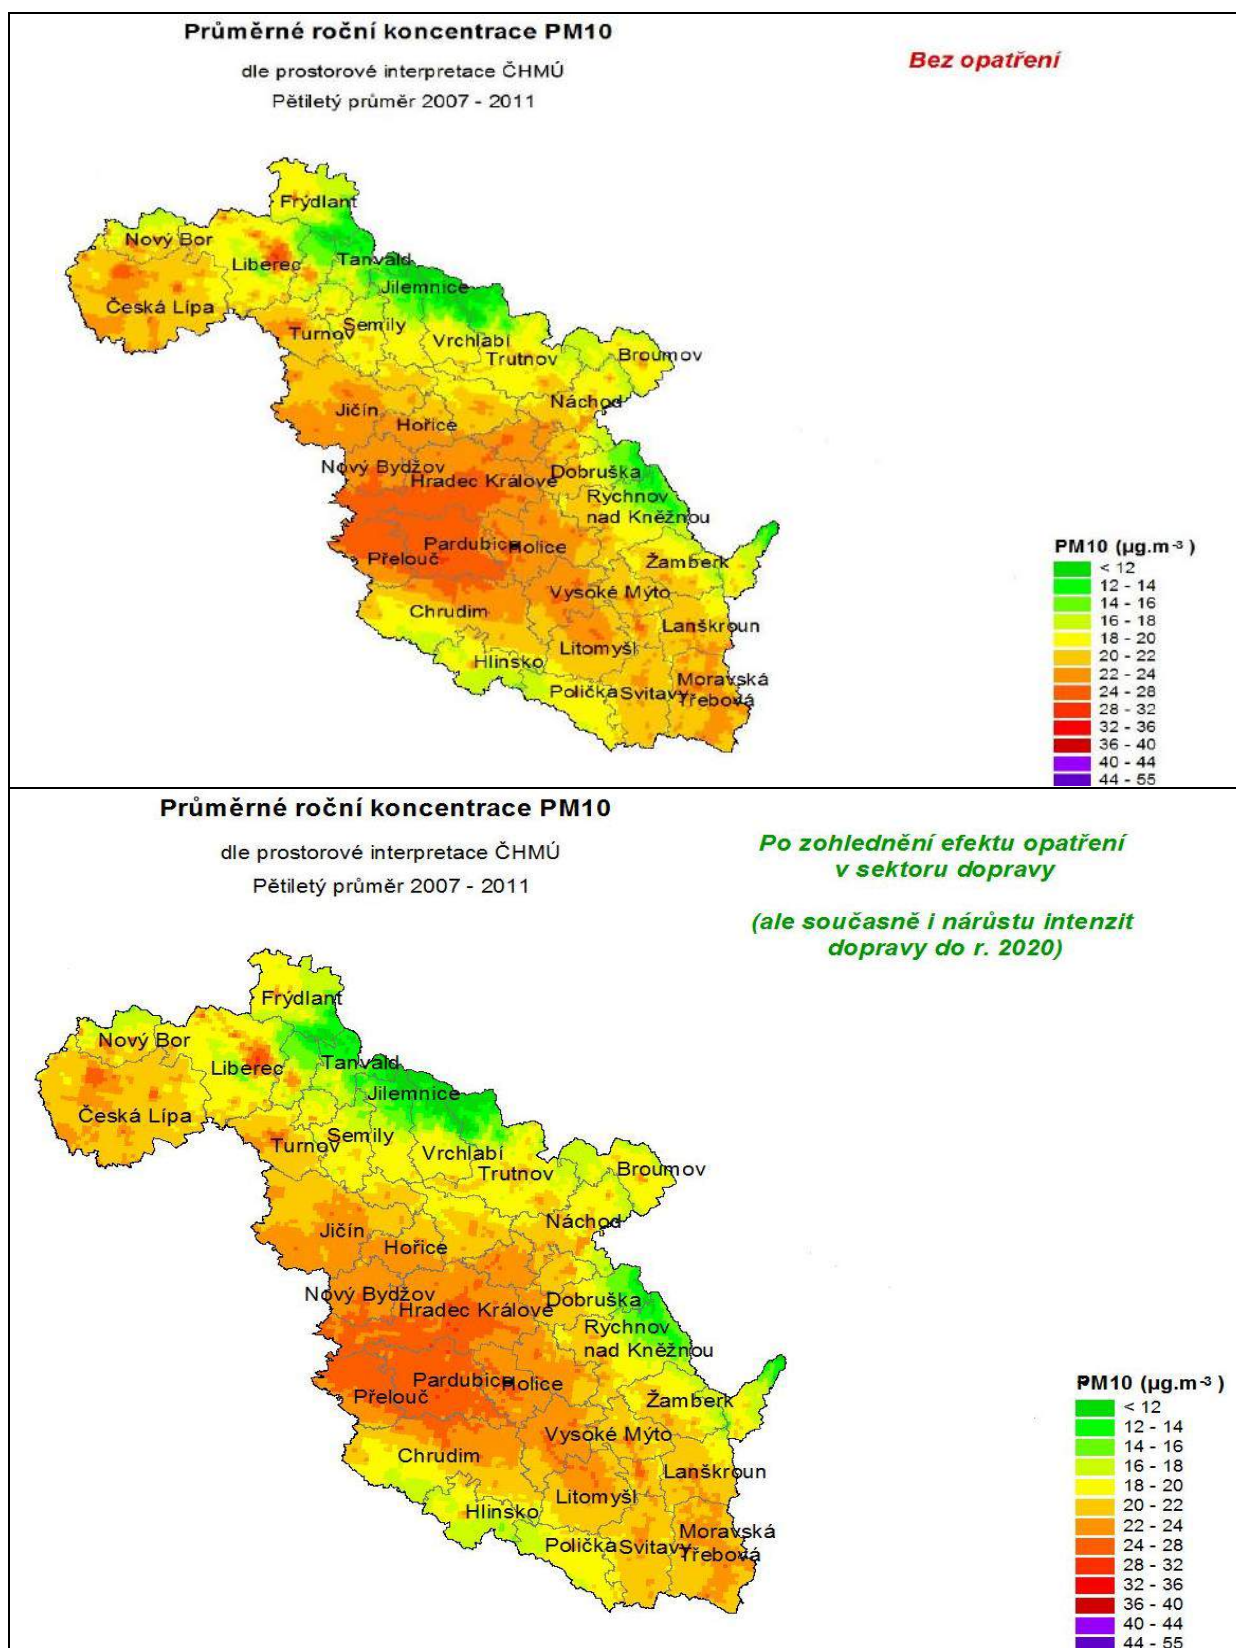 Průměrné roční koncentrace PM10
dle prostorové interpretace ČHMÚ
Pětiletý průměr 2007 - 2011
Bez opatření
Frýdlant
Nový Bor
Liberec
Tanvald
Jilemnice
Česká Lípa
Turnov
Semily
Vrchlabí
Trutnov
Broumov
Jičín
Náchod
Hořice
Nový Bydžov
Hradec Králové
Dobruška
Rychnov
nad Kněžnou
Pardubice
Holice
Přelouč
Žamberk
Vysoké Mýto
Chrudim
Lanškroun
Litomyšl
Hlinsko
Polička
Svitavy
Moravská
Třebová
PM10 (µg.m-³ )
< 12
12 - 14
14 - 16
16 - 18
18 - 20
20 - 22
22 - 24
24 - 28
28 - 32
32 - 36
36 - 40
40 - 44
44 - 55
Průměrné roční koncentrace PM10
dle prostorové interpretace ČHMÚ
Pětiletý průměr 2007 - 2011
Po zohlednění efektu opatření
v sektoru dopravy
(ale současně i nárůstu intenzit
dopravy do r. 2020)
Frýdlant
Nový Bor
Liberec
Tanvald
Jilemnice
Česká Lípa
Turnov
Semily
Vrchlabí
Trutnov
Broumov
Jičín
Náchod
Hořice
Nový Bydžov
Hradec Králové
Dobruška
Rychnov
nad Kněžnou
Pardubice
Holice
Přelouč
Žamberk
Vysoké Mýto
Chrudim
Lanškroun
Litomyšl
Hlinsko
Polička
Svitavy
Moravská
Třebová
PM10 (µg.m-³ )
< 12
12 - 14
14 - 16
16 - 18
18 - 20
20 - 22
22 - 24
24 - 28
28 - 32
32 - 36
36 - 40
40 - 44
44 - 55